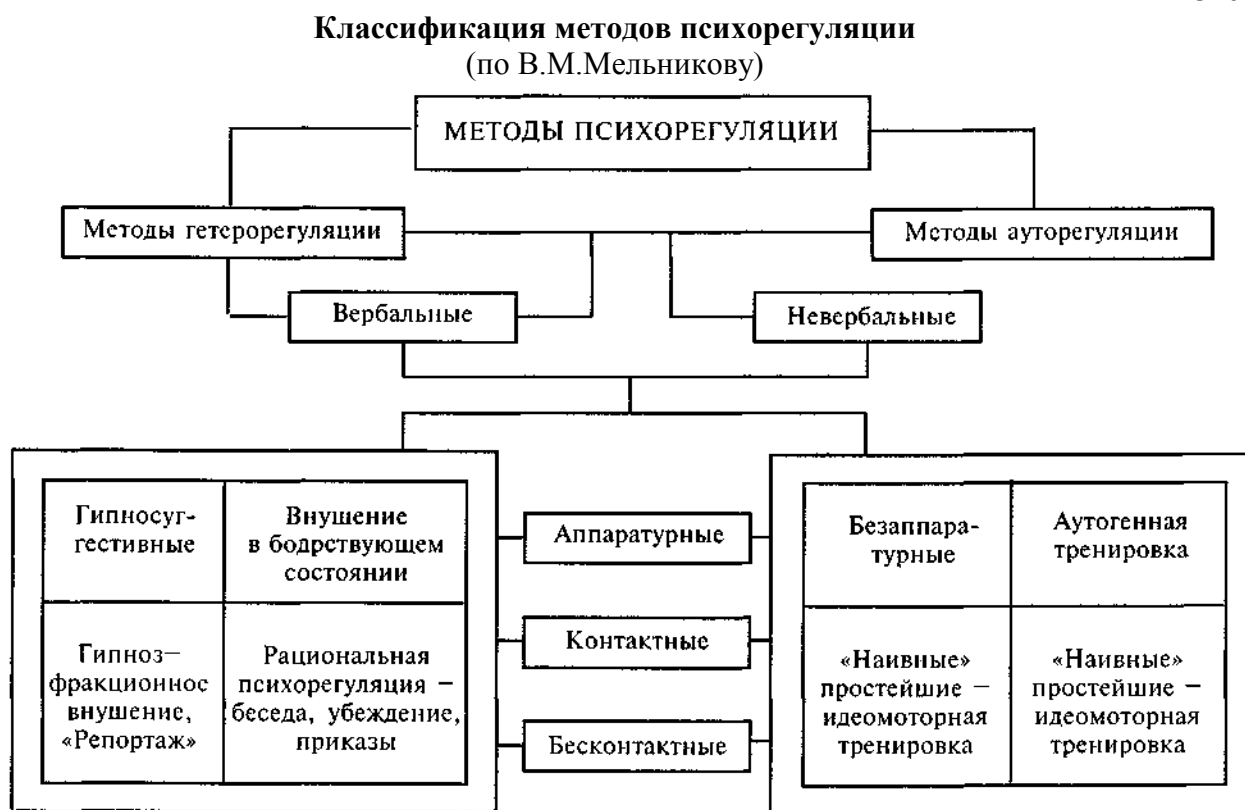 Классификация методов психорегуляции
(по В.М.Мельникову)
МЕТОДЫ ПСИХОРЕГУЛЯЦИИ
Методы гетерорегуляции
Методы ауторегуляции
Вербальные
Невербальные
Гипносуг-
гестивные
Внушение
в бодрствующем
состоянии
Гипноз—
фракционное
внушение,
«Репортаж»
Рациональная
психорегуляция —
беседа, убеждение,
приказы
Аппаратурные
Контактные
Бесконтактные
Безаппара-
турные
Аутогенная
тренировка
«Наивные»
простейшие —
идеомоторная
тренировка
«Наивные»
простейшие —
идеомоторная
тренировка